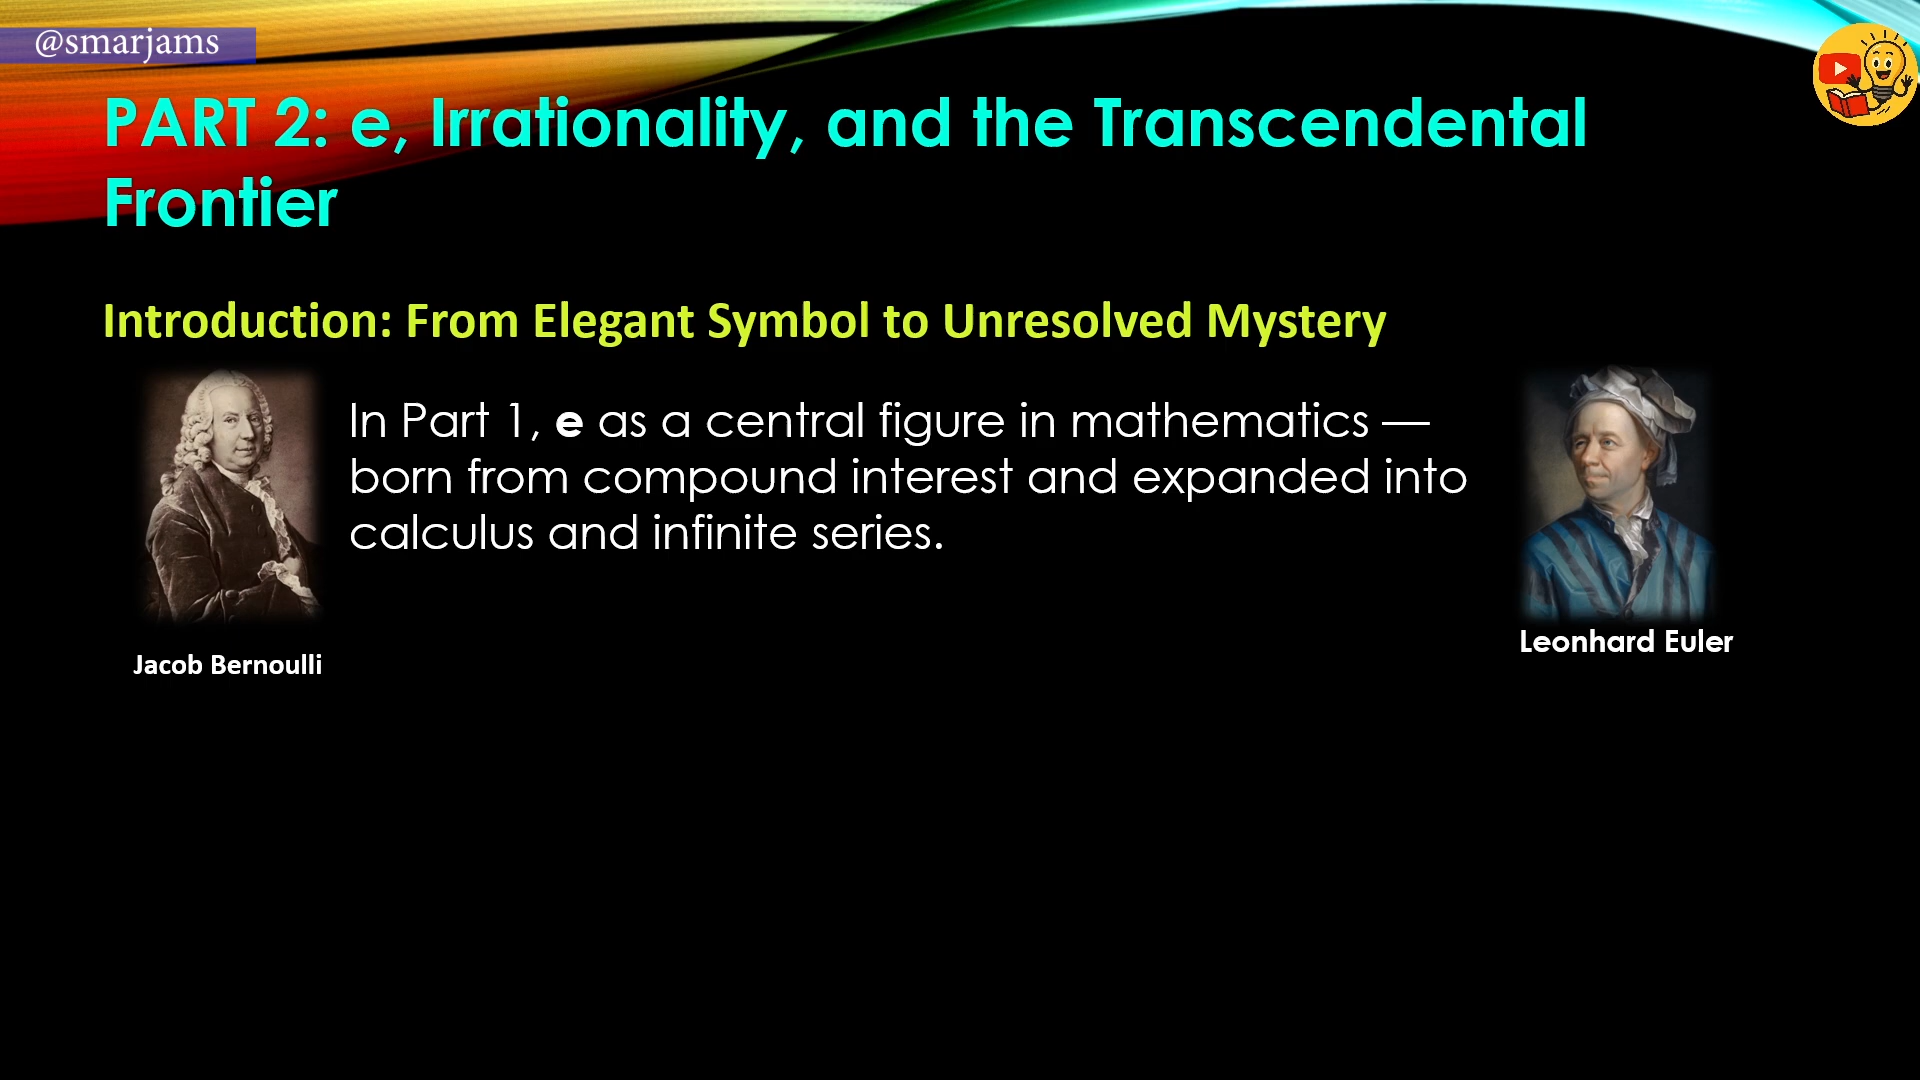 @smarjams
PART 2: e, Irrationality, and the Transcendental
Frontier
Introduction: From Elegant Symbol to Unresolved Mystery
In Part 1, e as a central figure in mathematics —
born from compound interest and expanded into
calculus and infinite series.
Jacob Bernoulli
Leonhard Euler